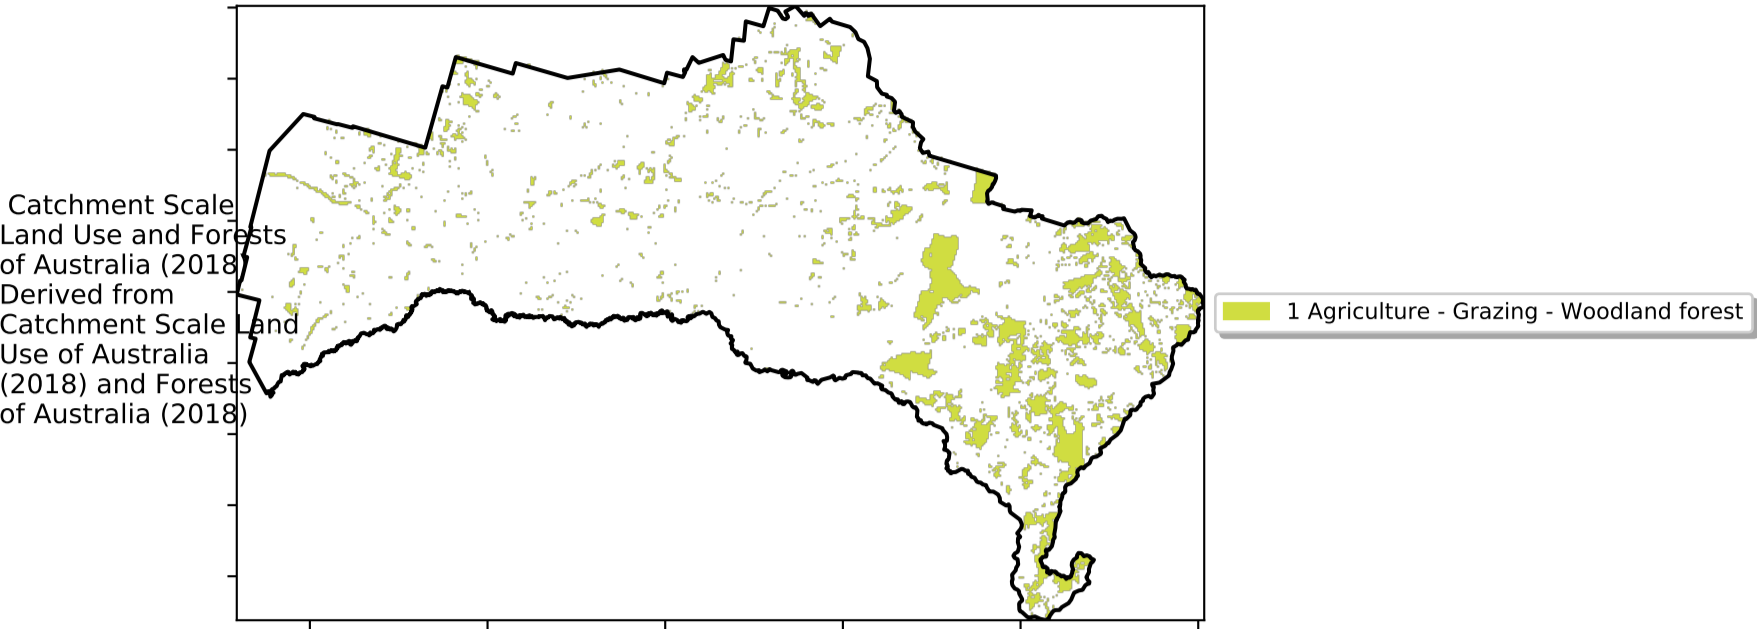 Catchment Scale
Land Use and Forests
of Australia (2018)
Derived from
Catchment Scale Land
Use of Australia
(2018) and Forests
of Australia (2018)
1 Agriculture - Grazing - Woodland forest